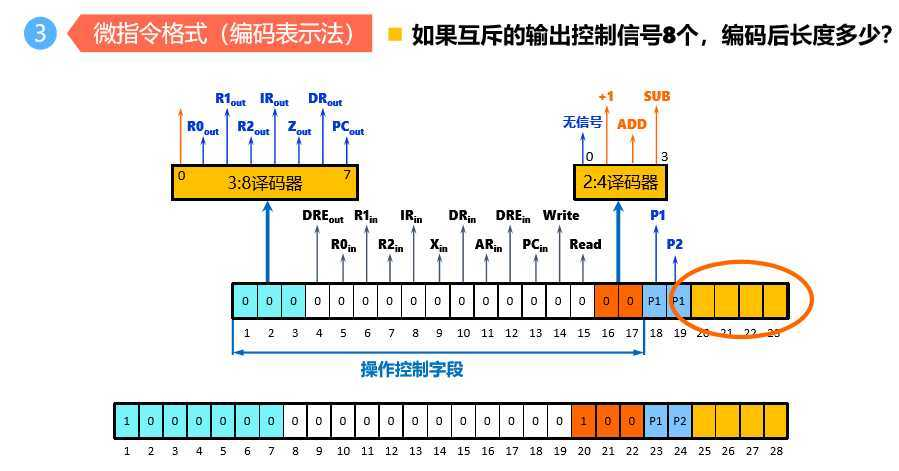 3 微指令格式（编码表示法） 如果互斥的输出控制信号8个，编码后长度多少？
R1out IRout DRout
R0out R2out Zout PCout
0 7
3:8译码器
+1 SUB
无信号 ADD
0 3
2:4译码器
DREout R1in IRin DRin DREin Write P1
R0in R2in Xin ARin PCin Read P2
0 0 0 0 0 0 0 0 0 0 0 0 0 0 0 0 0 P1 P1
1 2 3 4 5 6 7 8 9 10 11 12 13 14 15 16 17 18 19 20 21 22 23
操作控制字段
1 0 0 0 0 0 0 0 0 0 0 0 0 0 0 0 0 0 0 1 0 0 P1 P2
1 2 3 4 5 6 7 8 9 10 11 12 13 14 15 16 17 18 19 20 21 22 23 24 25 26 27 28